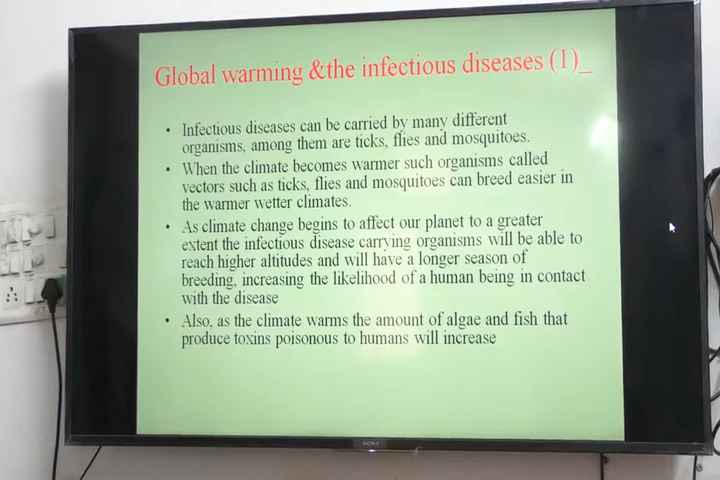 Global warming &the infectious diseases (1)_
• Infectious diseases can be carried by many different
organisms, among them are ticks, flies and mosquitoes.
• When the climate becomes warmer such organisms called
vectors such as ticks, flies and mosquitoes can breed easier in
the warmer wetter climates.
• As climate change begins to affect our planet to a greater
extent the infectious disease carrying organisms will be able to
reach higher altitudes and will have a longer season of
breeding, increasing the likelihood of a human being in contact
with the disease
• Also, as the climate warms the amount of algae and fish that
produce toxins poisonous to humans will increase
SONY